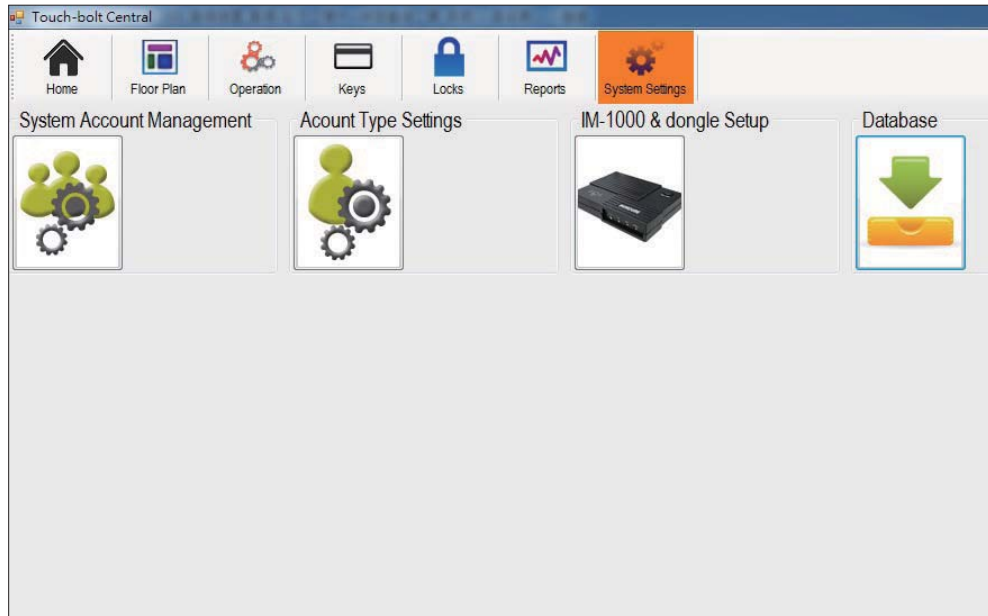 Touch-bolt Central
Home Floor Plan Operation Keys Locks Reports System Settings
System Account Management Acount Type Settings IM-1000 & dongle Setup Database